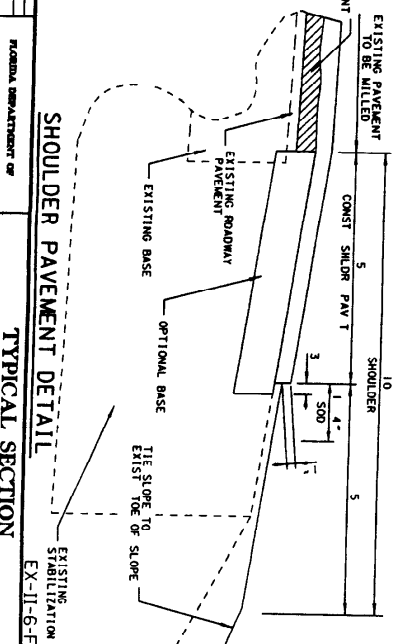 EXISTING PAVEMENT
TO BE MILLED
10
SHOULDER
5
CONST SHLDR PAV T
5
3
1' 4"
SOD
EXISTING ROADWAY
PAVEMENT
EXISTING BASE
OPTIONAL BASE
TIE SLOPE TO
EXIST TOE OF SLOPE
EXISTING
STABILIZATION
SHOULDER PAVEMENT DETAIL
EX-II-6-F
FLORIDA DEPARTMENT OF
TYPICAL SECTION